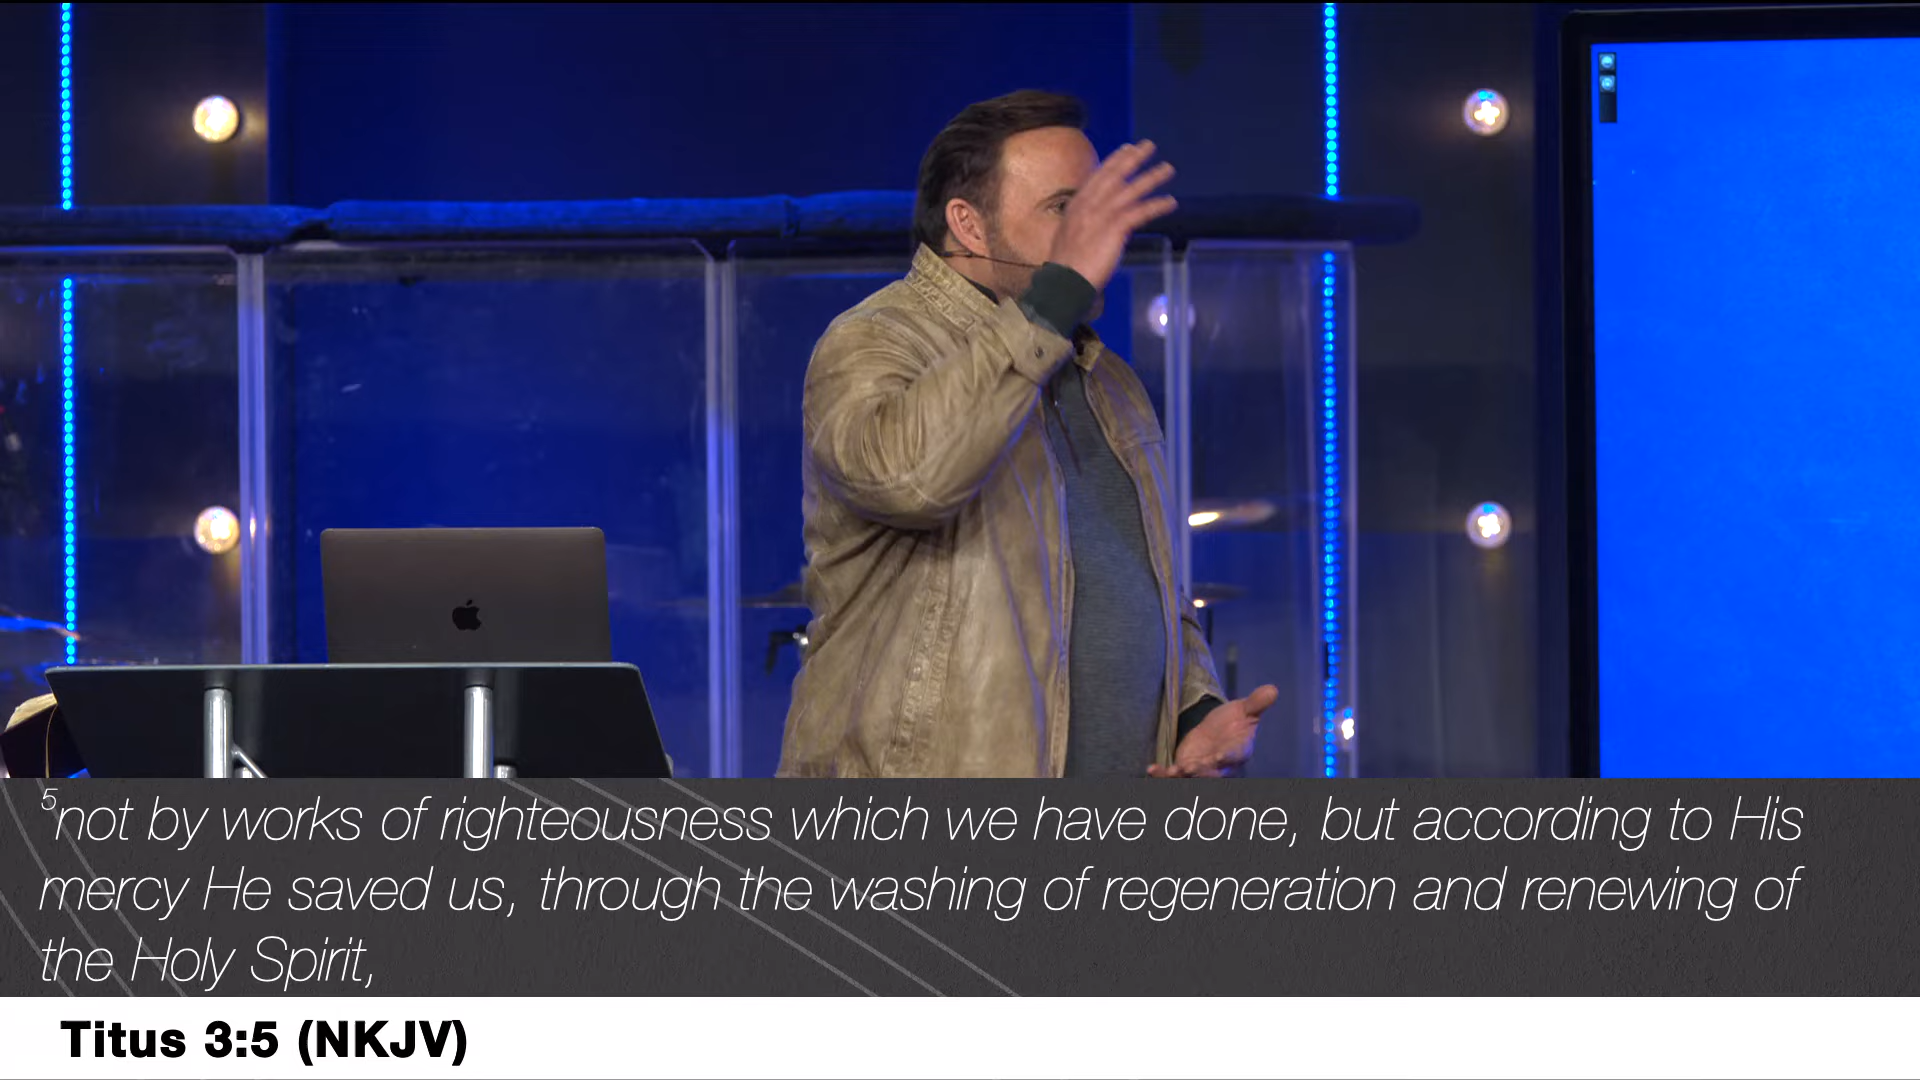 5not by works of righteousness which we have done, but according to His
mercy He saved us, through the washing of regeneration and renewing of
the Holy Spirit,
Titus 3:5 (NKJV)